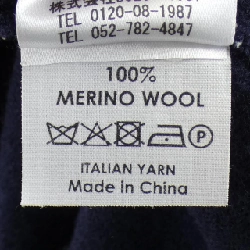 TEL 0120-08-1987
TEL 052-782-4847
100%
MERINO WOOL
P
ITALIAN YARN
Made in China